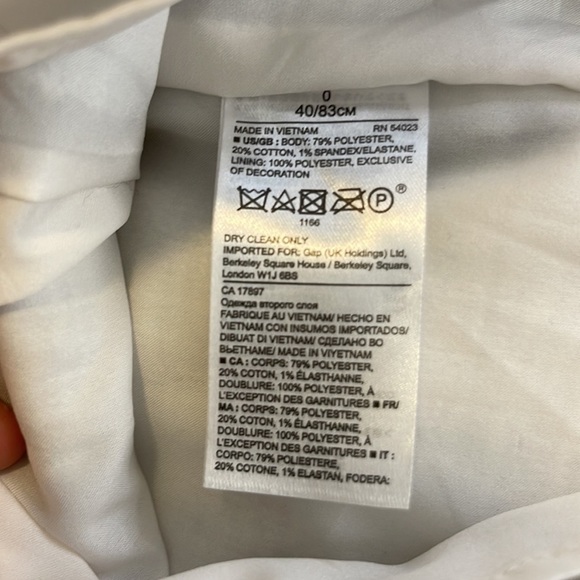 0
40/83CM
MADE IN VIETNAM RN 54023
■ US/GB : BODY: 79% POLYESTER,
20% COTTON, 1% SPANDEX/ELASTANE,
LINING: 100% POLYESTER, EXCLUSIVE
OF DECORATION
P ®
1166
DRY CLEAN ONLY
IMPORTED FOR: Gap (UK Holdings) Ltd,
Berkeley Square House / Berkeley Square,
London W1J 6BS
CA 17897
Одежда второго слоя
FABRIQUE AU VIETNAM/ HECHO EN
VIETNAM CON INSUMOS IMPORTADOS/
DIBUAT DI VIETNAM/ СДЕЛАНО ВО
ВЬЕТНАМЕ/ MADE IN VIYETNAM
■ CA : CORPS: 79% POLYESTER,
20% COTON, 1% ÉLASTHANNE,
DOUBLURE: 100% POLYESTER, À
L'EXCEPTION DES GARNITURES ■ FR/
MA : CORPS: 79% POLYESTER,
20% COTON, 1% ÉLASTHANNE,
DOUBLURE: 100% POLYESTER, À
L'EXCEPTION DES GARNITURES ■ IT :
CORPO: 79% POLIESTERE,
20% COTONE, 1% ELASTAN, FODERA: